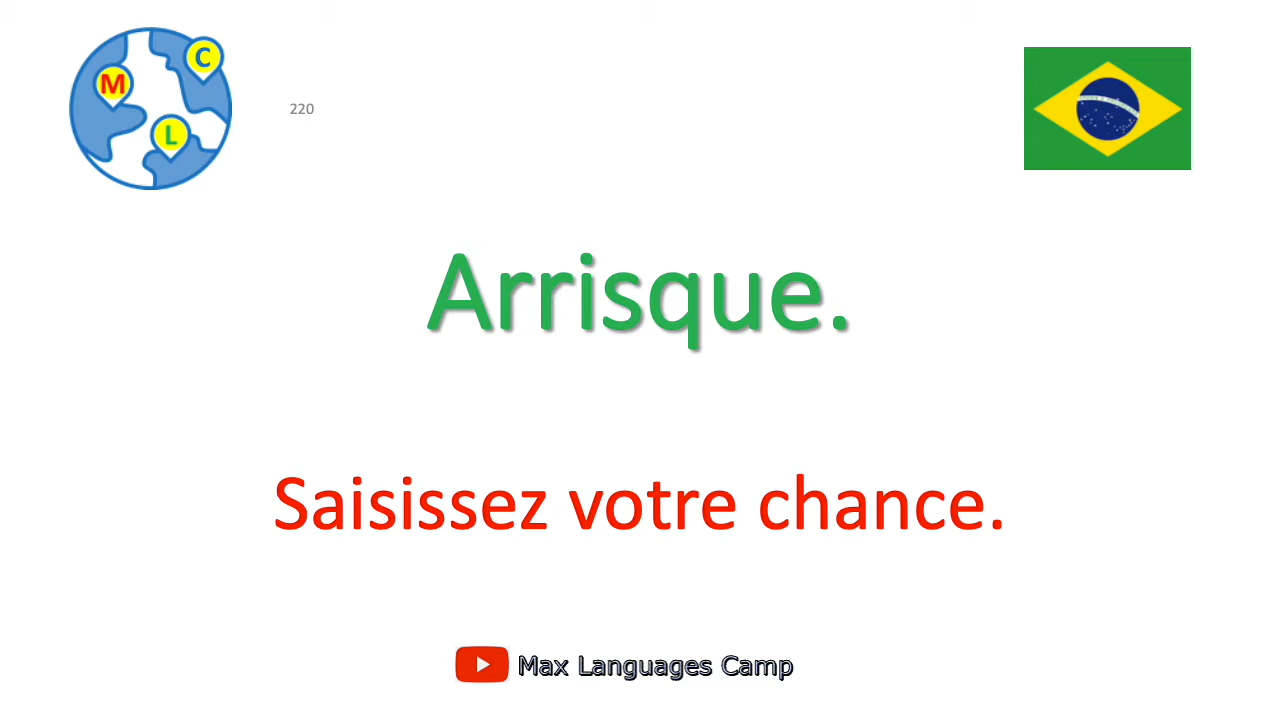 C
M
L
220
Arrisque.
Saisissez votre chance.
Max Languages Camp